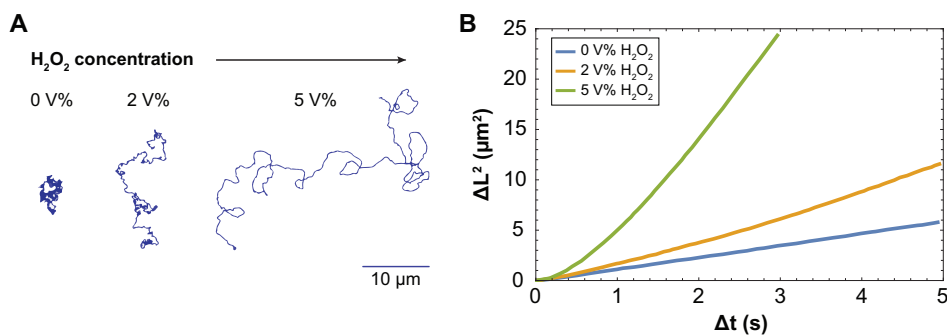 A
H₂O₂ concentration
0 V%
2 V%
5 V%
10 µm
B
25
20
15
10
5
0
0 V% H₂O₂
2 V% H₂O₂
5 V% H₂O₂
ΔL² (µm²)
0
1
2
3
4
5
Δt (s)